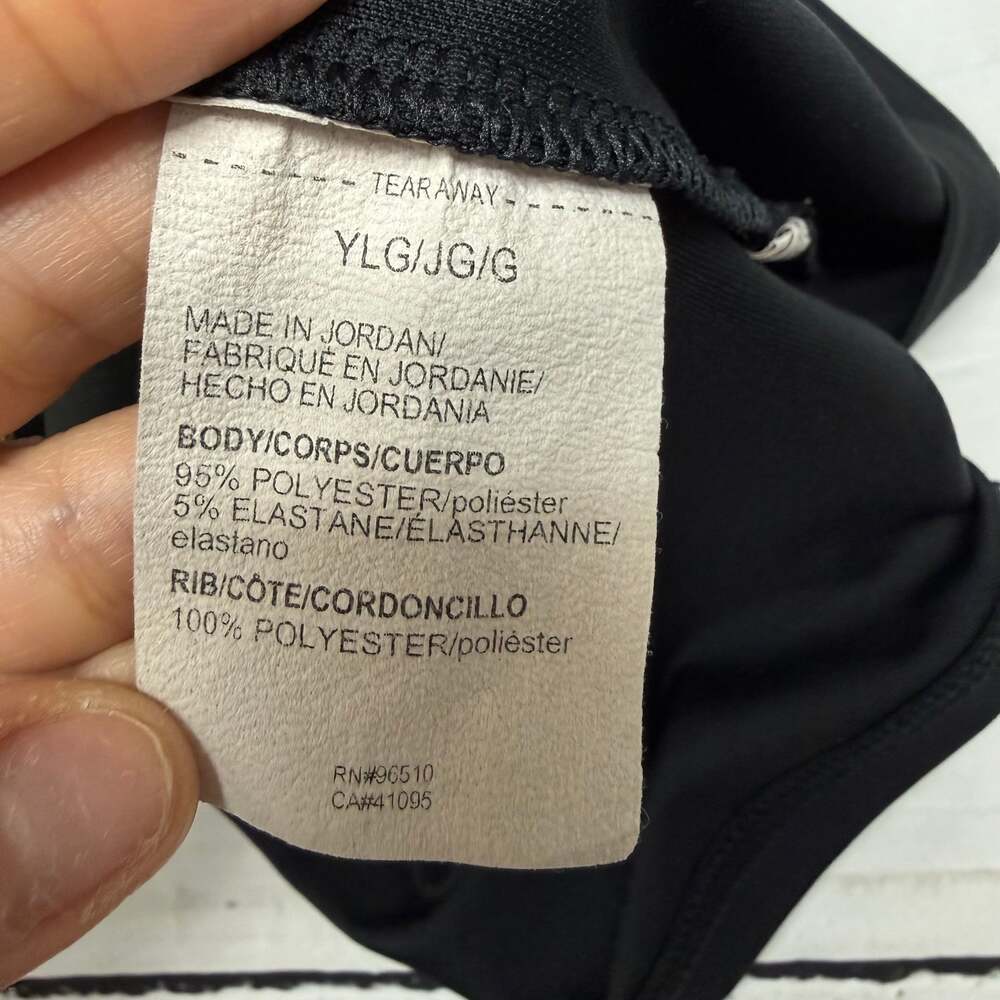 TEAR AWAY
YLG/JG/G
MADE IN JORDAN/
FABRIQUÉ EN JORDANIE/
HECHO EN JORDANIA
BODY/CORPS/CUERPO
95% POLYESTER/poliéster
5% ELASTANE/ÉLASTHANNE/
elastano
RIB/CÔTE/CORDONCILLO
100% POLYESTER/poliéster
RN#96510
CA#41095